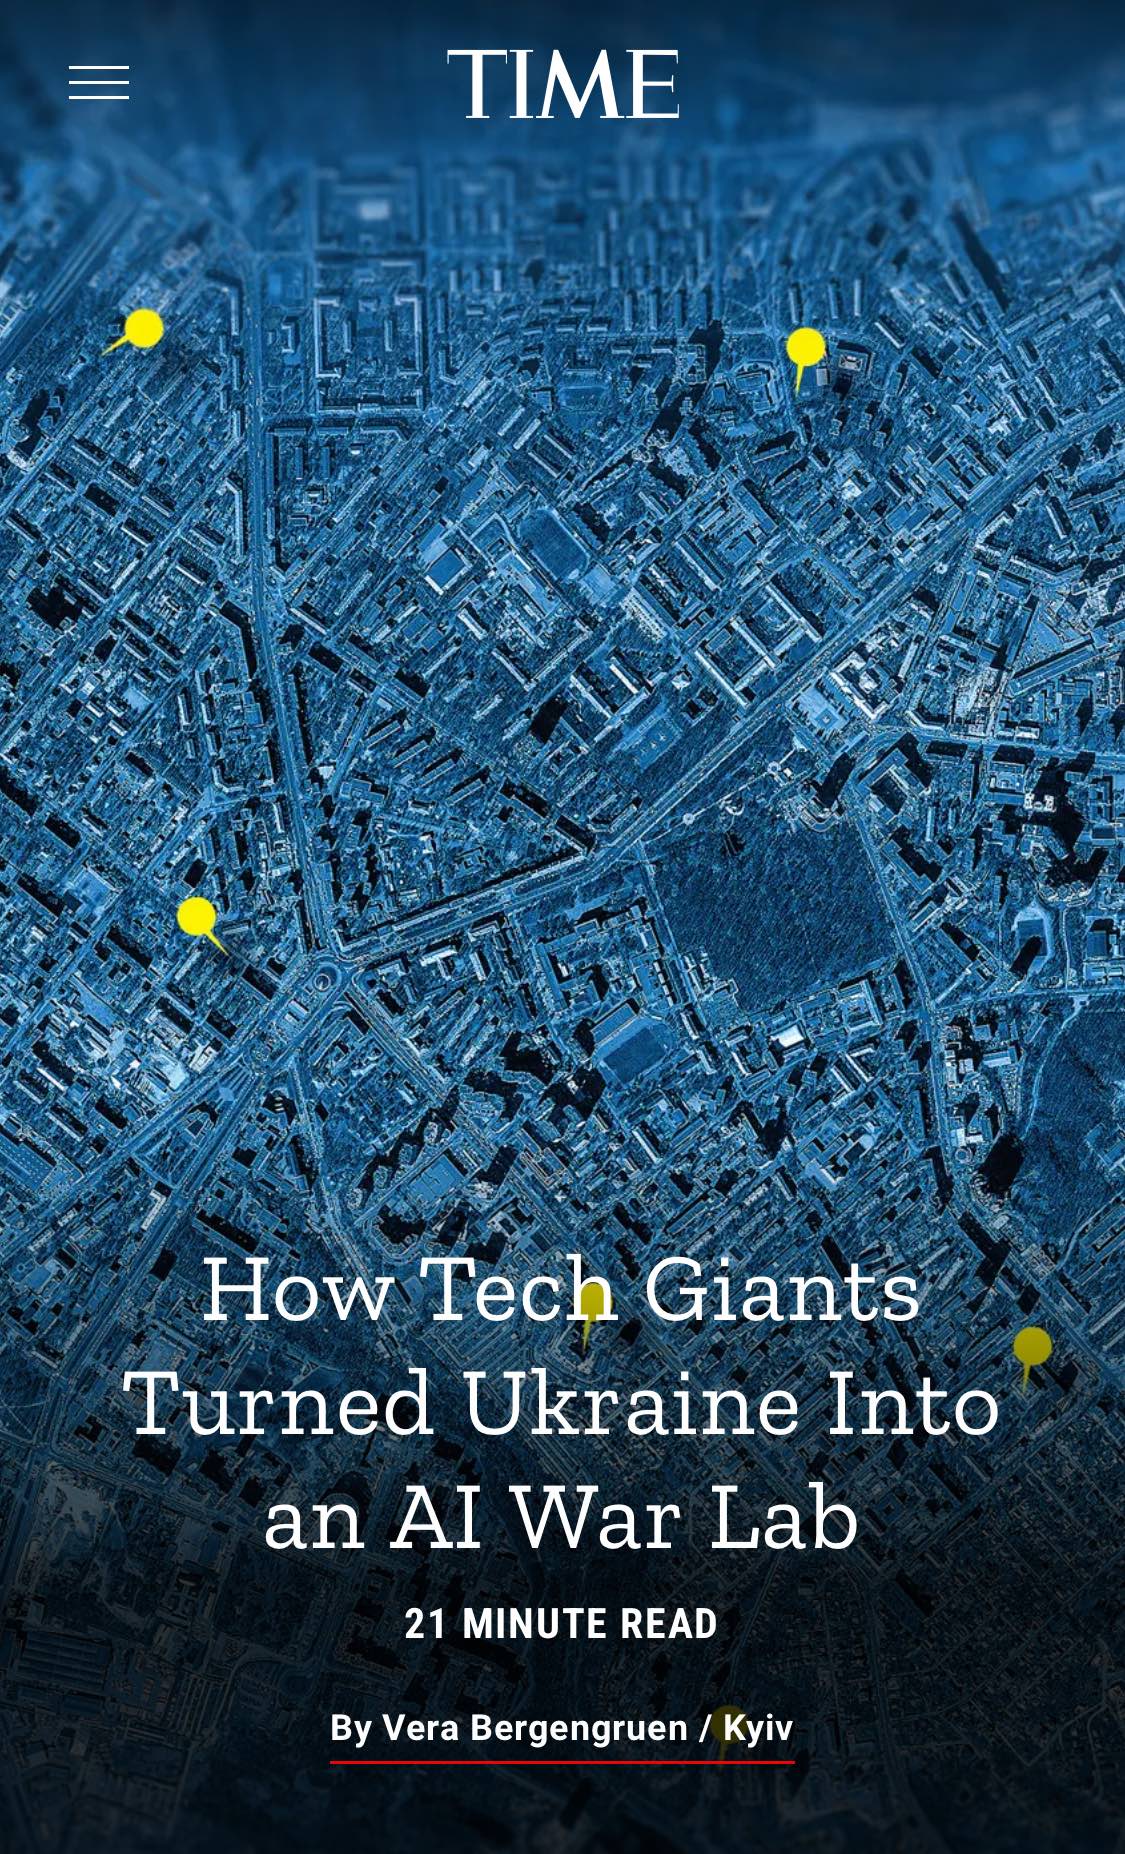 TIME
How Tech Giants
Turned Ukraine Into
an AI War Lab
21 MINUTE READ
By Vera Bergengruen / Kyiv